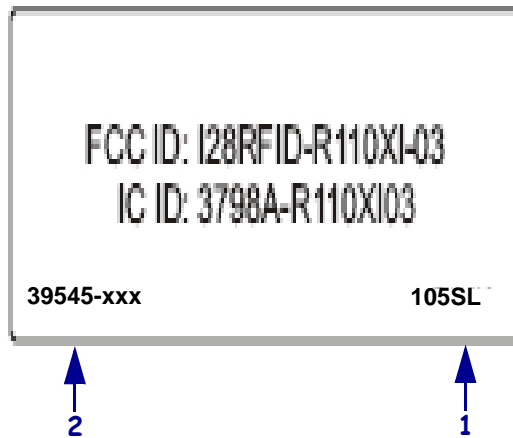 FCC ID: I28RFID-R110XI-03
IC ID: 3798A-R110XI03
39545-xxx 105SL
2 1